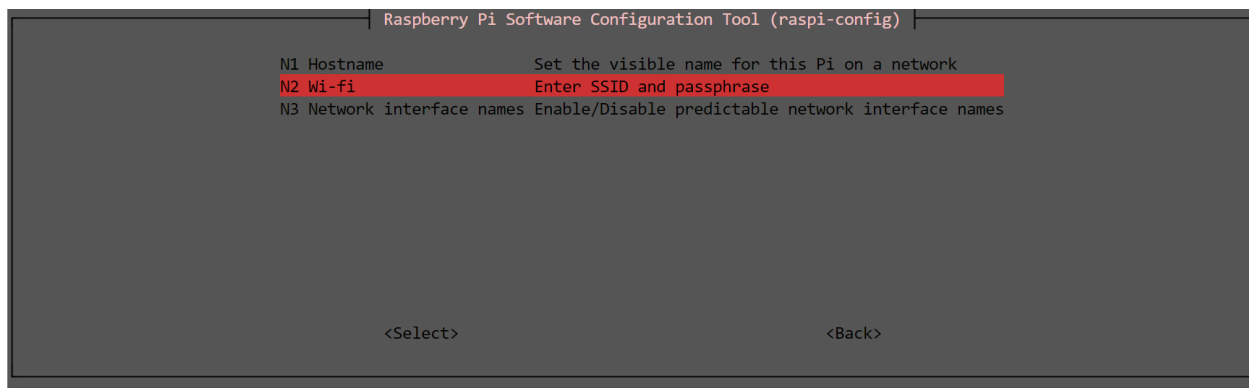 Raspberry Pi Software Configuration Tool (raspi-config)
N1 Hostname Set the visible name for this Pi on a network
N2 Wi-fi Enter SSID and passphrase
N3 Network interface names Enable/Disable predictable network interface names
<Select> <Back>